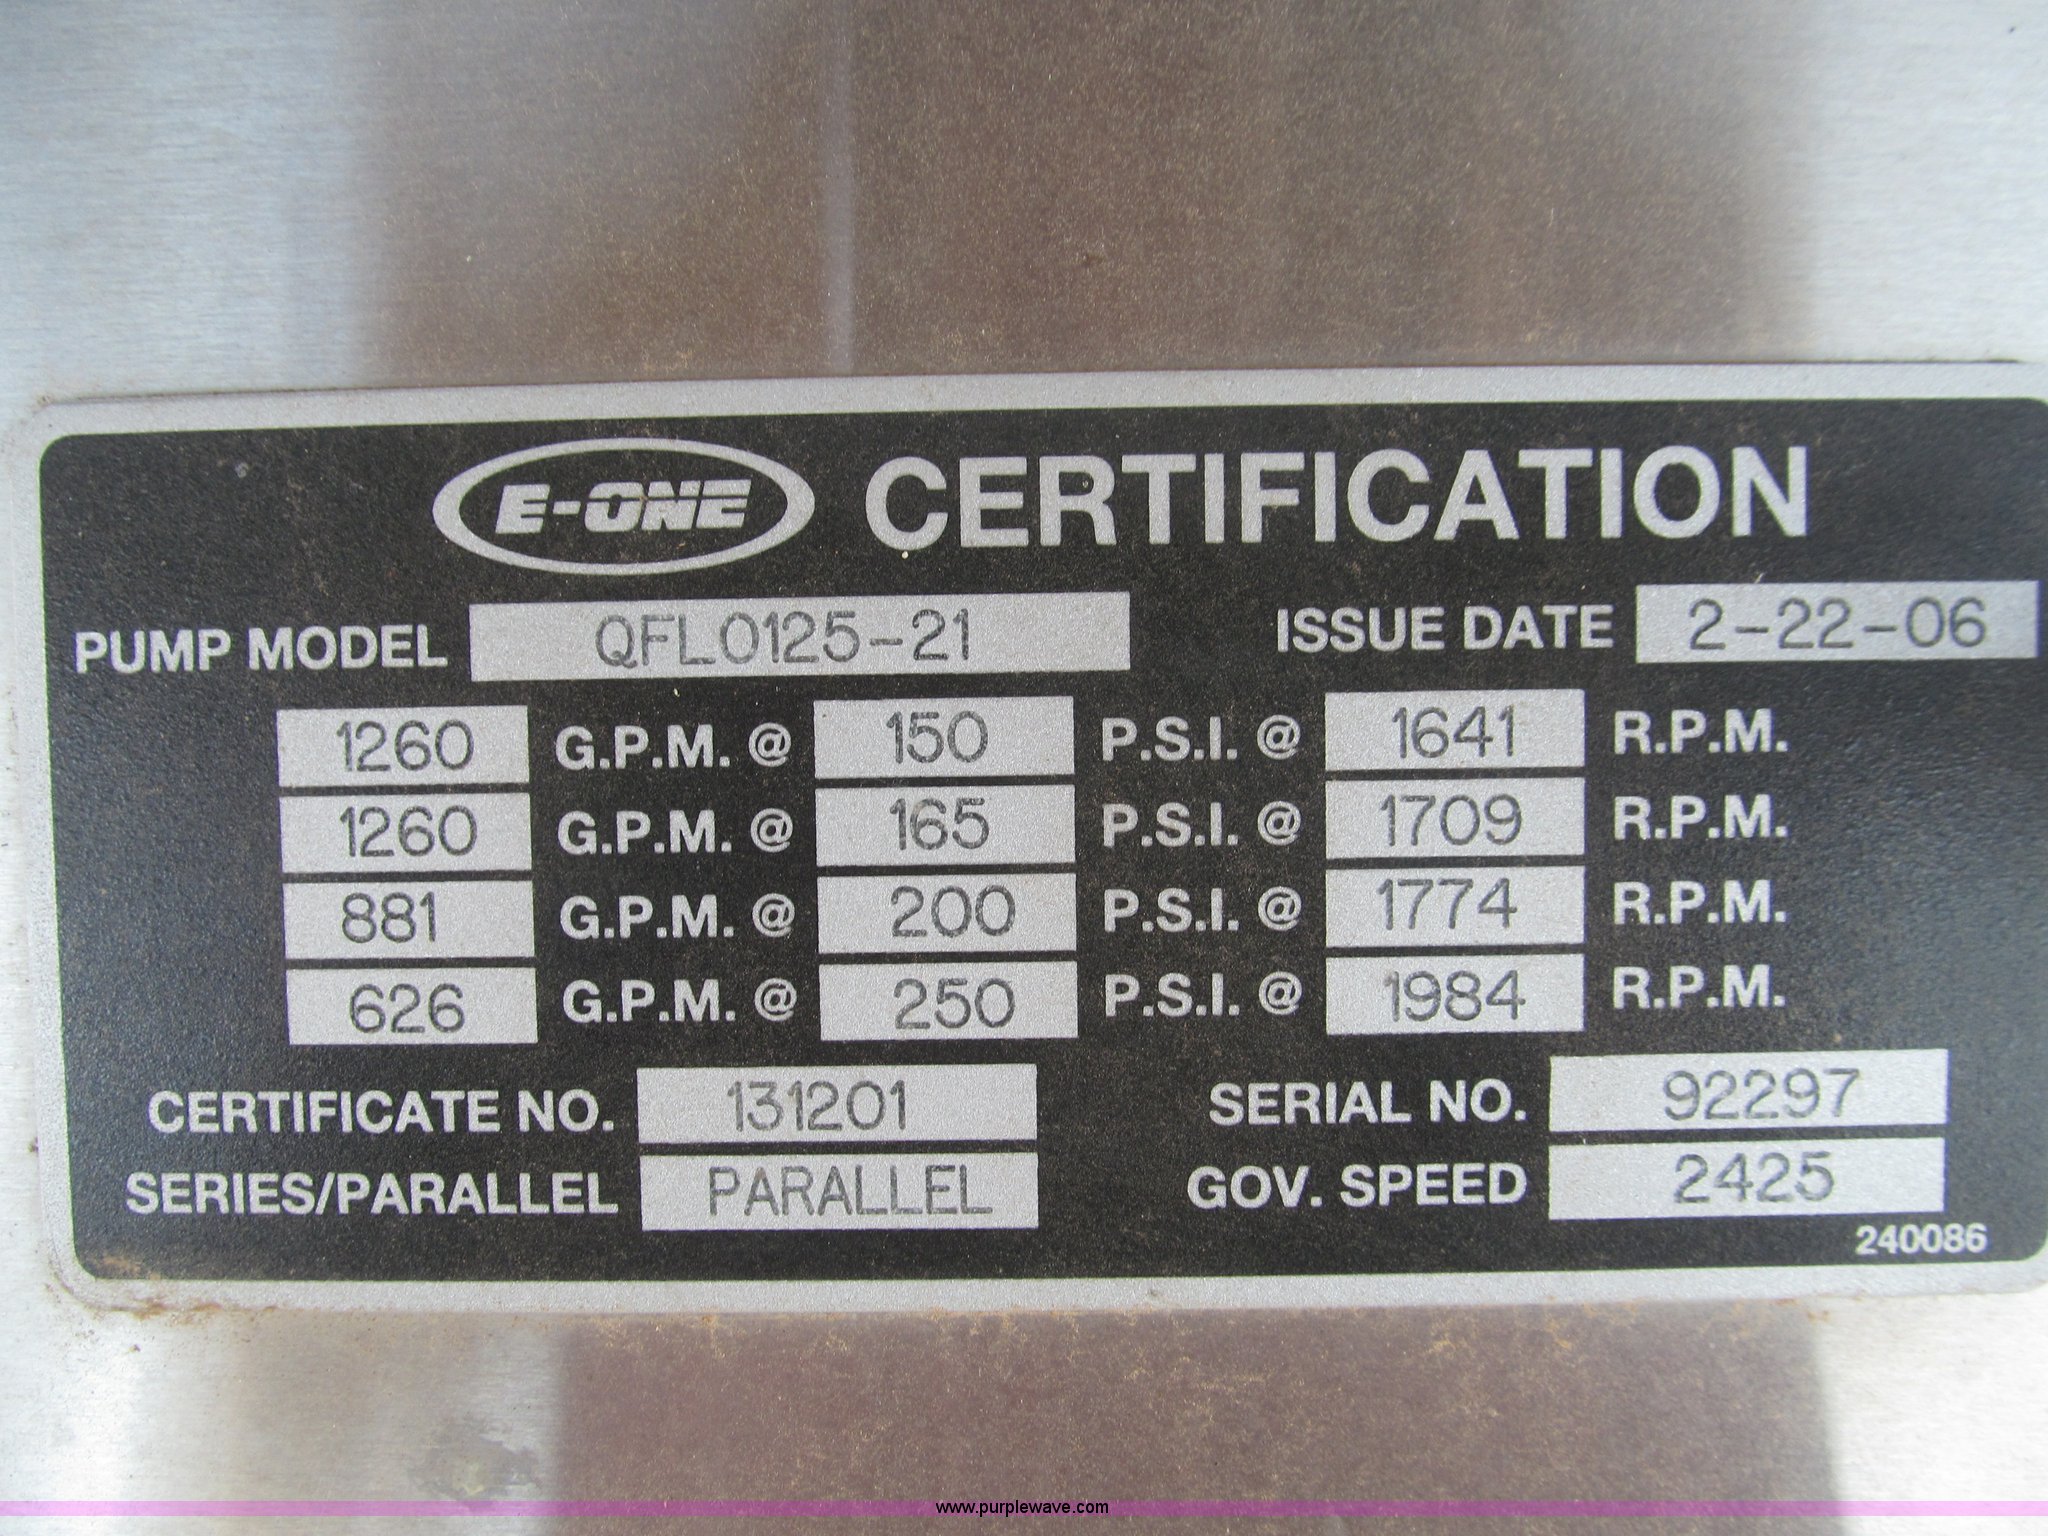 E-ONE CERTIFICATION
PUMP MODEL QFLO125-21 ISSUE DATE 2-22-06
1260 G.P.M. @ 150 P.S.I. @ 1641 R.P.M.
1260 G.P.M. @ 165 P.S.I. @ 1709 R.P.M.
881 G.P.M. @ 200 P.S.I. @ 1774 R.P.M.
626 G.P.M. @ 250 P.S.I. @ 1984 R.P.M.
CERTIFICATE NO. 131201 SERIAL NO. 92297
SERIES/PARALLEL PARALLEL GOV. SPEED 2425
240086
www.purplewave.com